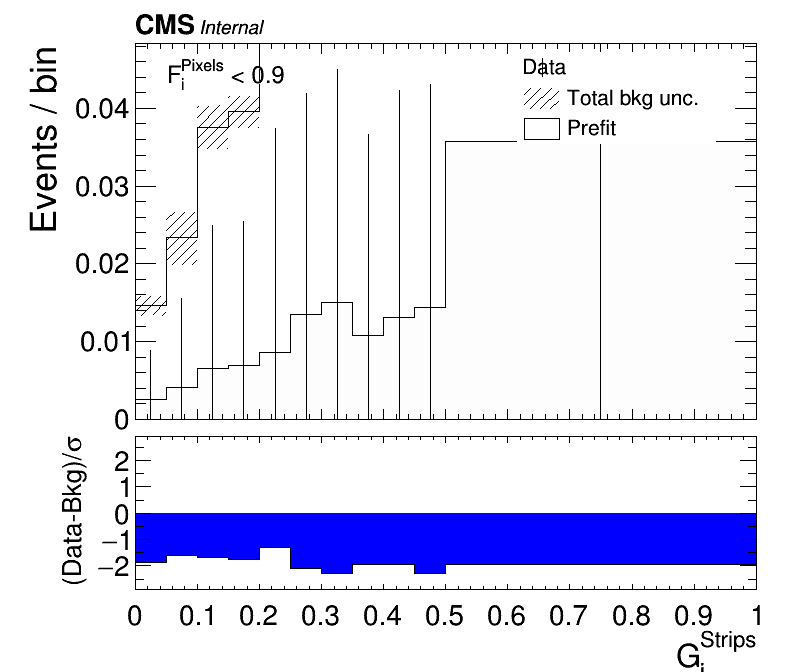 CMS Internal
F_i^Pixels < 0.9
Data
Total bkg unc.
Prefit
Events / bin
0.04
0.03
0.02
0.01
0
(Data-Bkg)/σ
2
1
0
−1
−2
0 0.1 0.2 0.3 0.4 0.5 0.6 0.7 0.8 0.9 1
G_i^Strips